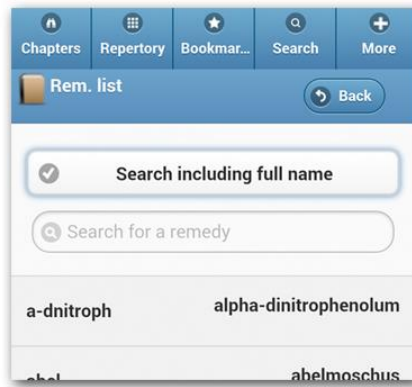 Chapters Repertory Bookmar... Search More
Rem. list
Back
Search including full name
Search for a remedy
a-dnitroph alpha-dinitrophenolum
abel abelmoschus